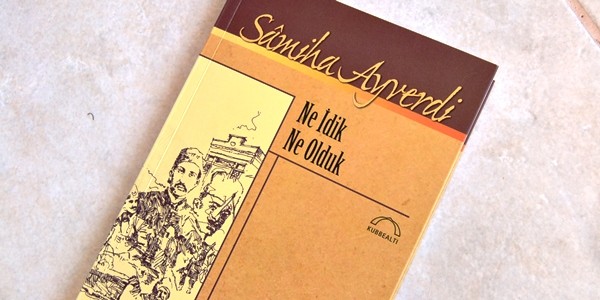 Sâmiha Ayverdi
Ne İdik
Ne Olduk
KUBBEALTI